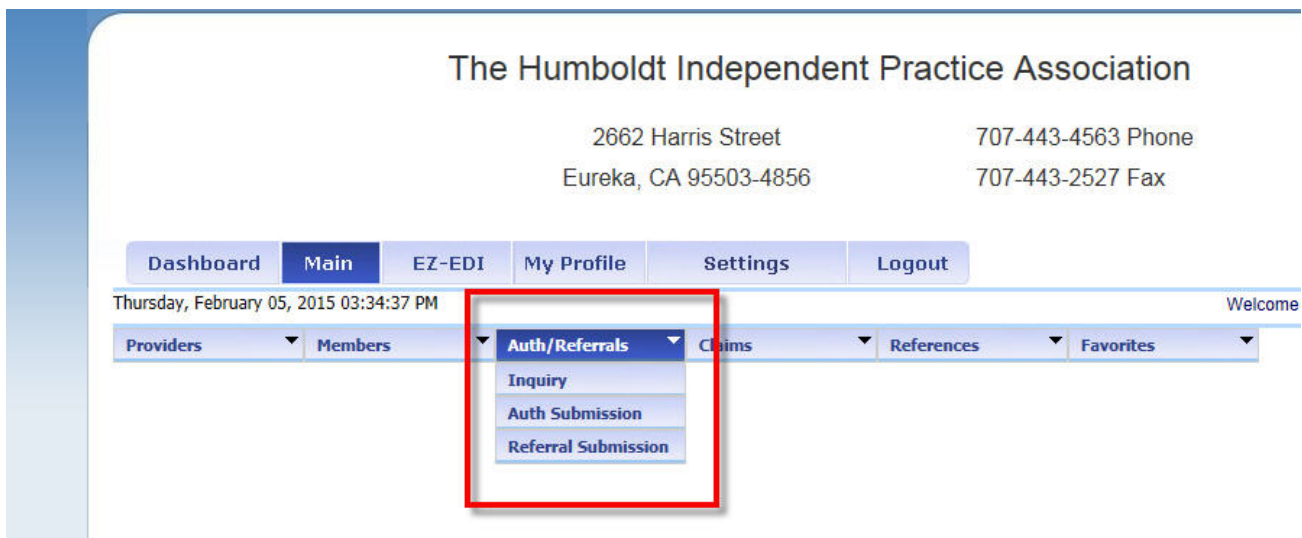 The Humboldt Independent Practice Association
2662 Harris Street 707-443-4563 Phone
Eureka, CA 95503-4856 707-443-2527 Fax
Dashboard Main EZ-EDI My Profile Settings Logout
Thursday, February 05, 2015 03:34:37 PM Welcome
Providers Members Auth/Referrals Claims References Favorites
Inquiry
Auth Submission
Referral Submission